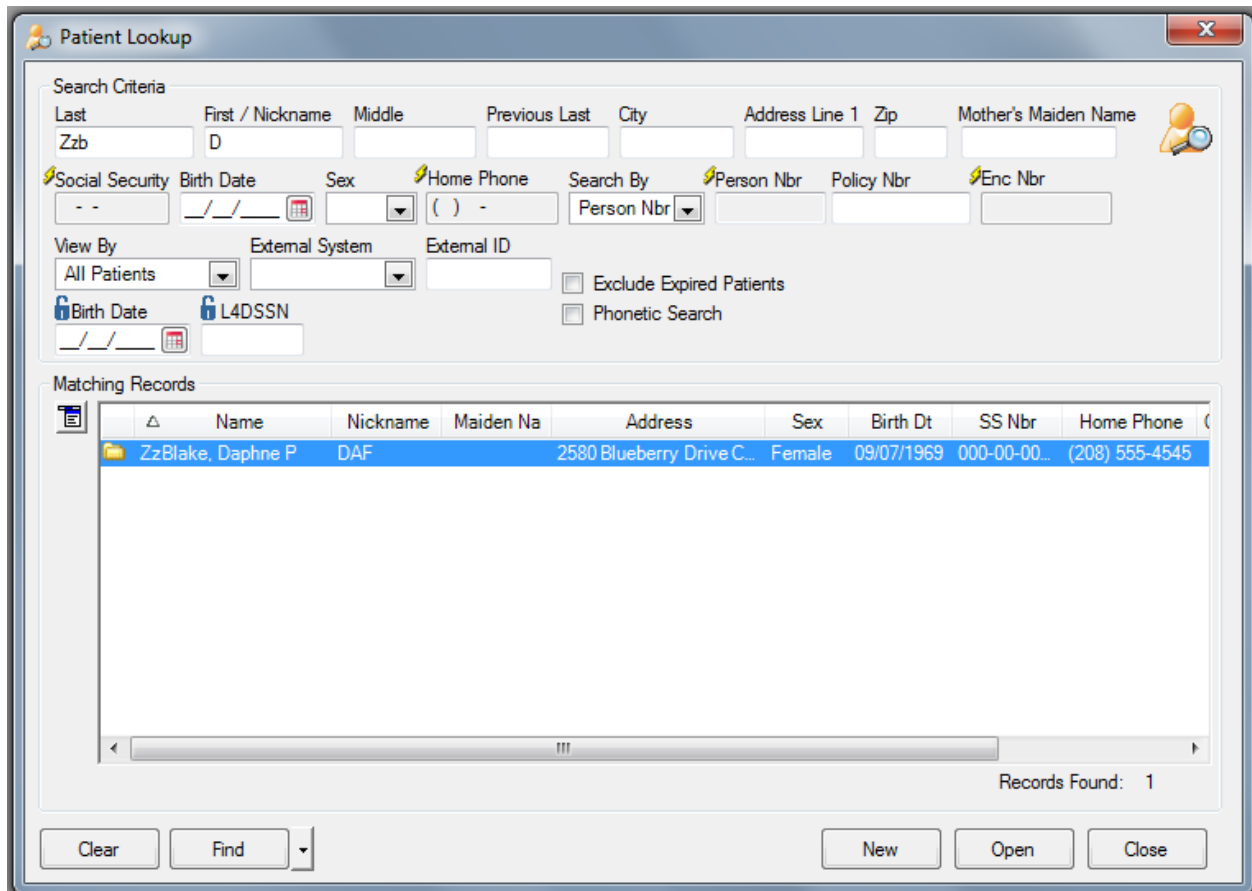 Patient Lookup
Search Criteria
Last First / Nickname Middle Previous Last City Address Line 1 Zip Mother's Maiden Name
Zzb D
Social Security Birth Date Sex Home Phone Search By Person Nbr Policy Nbr Enc Nbr
- - __/__/____ ( ) - Person Nbr
View By External System External ID
All Patients
Exclude Expired Patients
Birth Date L4DSSN Phonetic Search
__/__/____
Matching Records
Name Nickname Maiden Na Address Sex Birth Dt SS Nbr Home Phone
ZzBlake, Daphne P DAF 2580 Blueberry Drive C... Female 09/07/1969 000-00-00... (208) 555-4545
Records Found: 1
Clear Find New Open Close